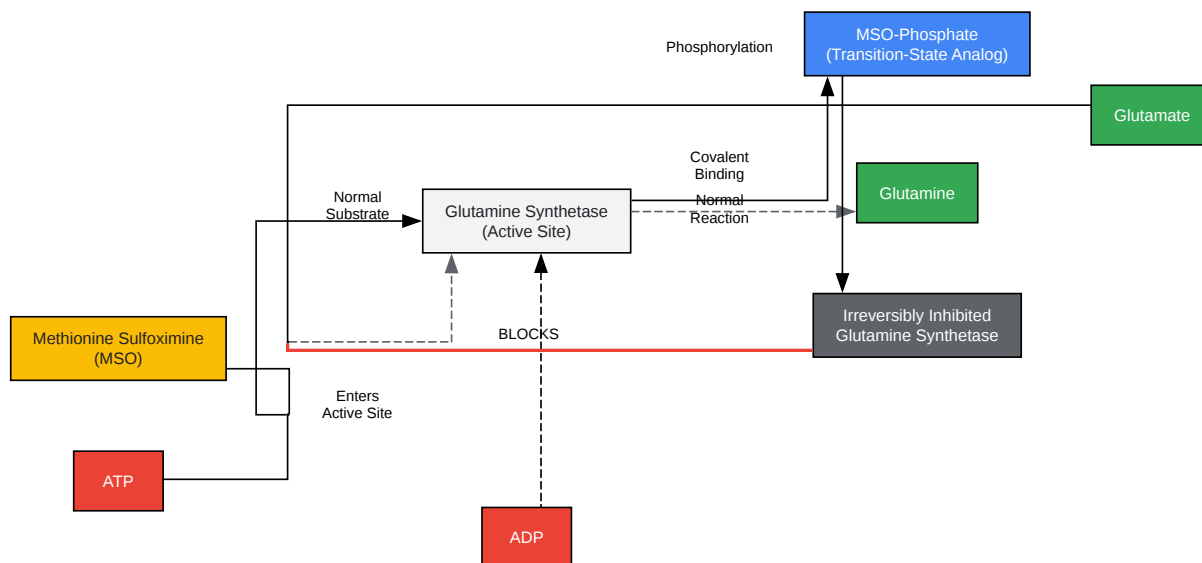 MSO-Phosphate
(Transition-State Analog)
Phosphorylation
Glutamate
Covalent
Binding
Glutamine
Normal
Substrate
Normal
Reaction
Glutamine Synthetase
(Active Site)
Irreversibly Inhibited
Glutamine Synthetase
BLOCKS
Methionine Sulfoximine
(MSO)
Enters
Active Site
ATP
ADP